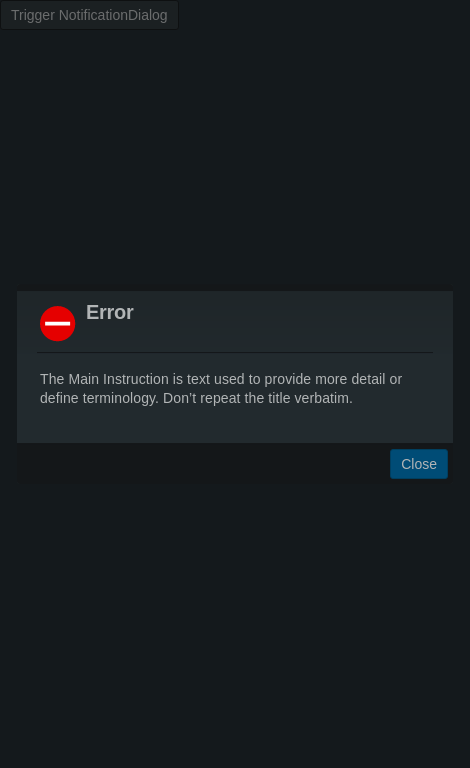 Trigger NotificationDialog
Error
The Main Instruction is text used to provide more detail or
define terminology. Don’t repeat the title verbatim.
Close